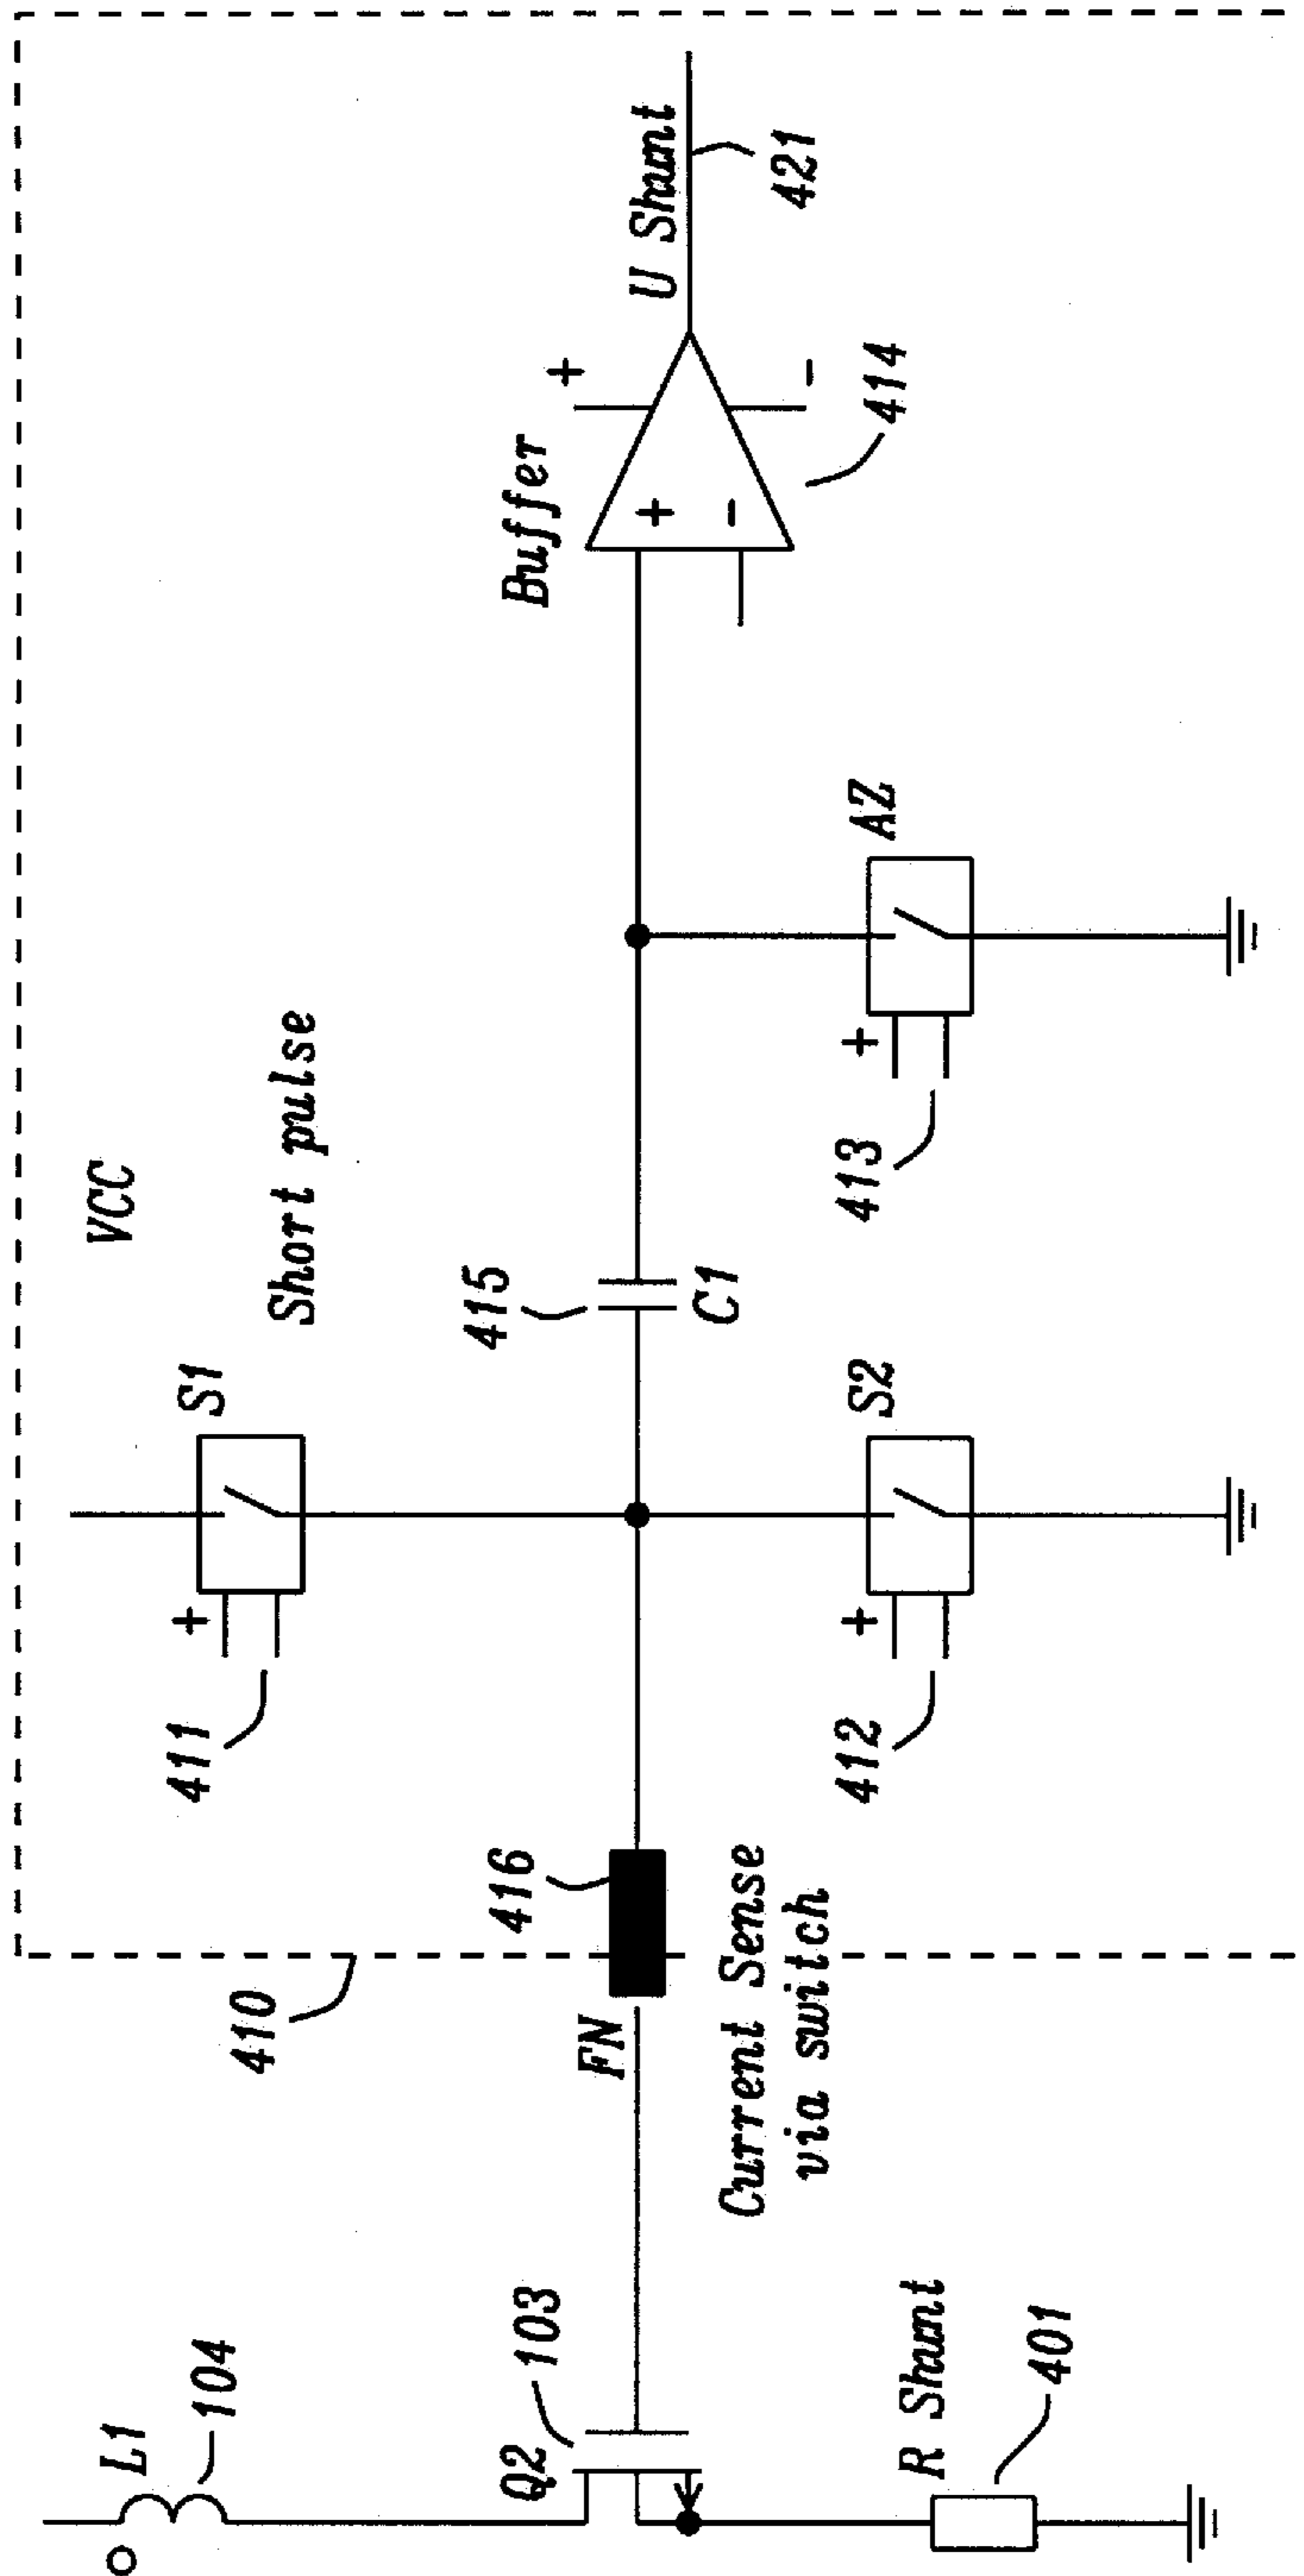 VCC
S1
Short pulse
411
410
L1
104
415
C1
416
FN
Buffer
+
+
-
+
-
U Shunt
421
414
Q2
103
Current Sense
via switch
+
412
S2
+
413
AZ
R Shunt
401